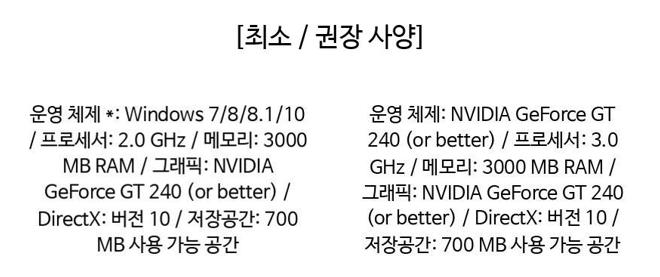 [최소 / 권장 사양]
운영 체제 *: Windows 7/8/8.1/10
/ 프로세서: 2.0 GHz / 메모리: 3000
MB RAM / 그래픽: NVIDIA
GeForce GT 240 (or better) /
DirectX: 버전 10 / 저장공간: 700
MB 사용 가능 공간
운영 체제: NVIDIA GeForce GT
240 (or better) / 프로세서: 3.0
GHz / 메모리: 3000 MB RAM /
그래픽: NVIDIA GeForce GT 240
(or better) / DirectX: 버전 10 /
저장공간: 700 MB 사용 가능 공간